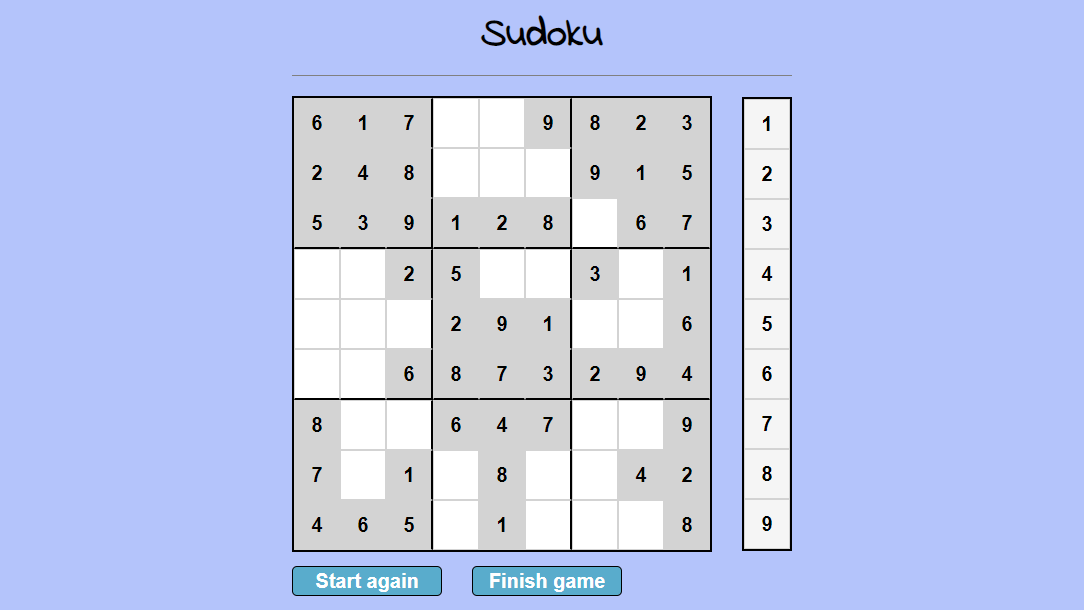 Sudoku
6 1 7 9 8 2 3
2 4 8 9 1 5
5 3 9 1 2 8 6 7
2 5 3 1
2 9 1 6
6 8 7 3 2 9 4
8 6 4 7 9
7 1 8 4 2
4 6 5 1 8
1
2
3
4
5
6
7
8
9
Start again
Finish game